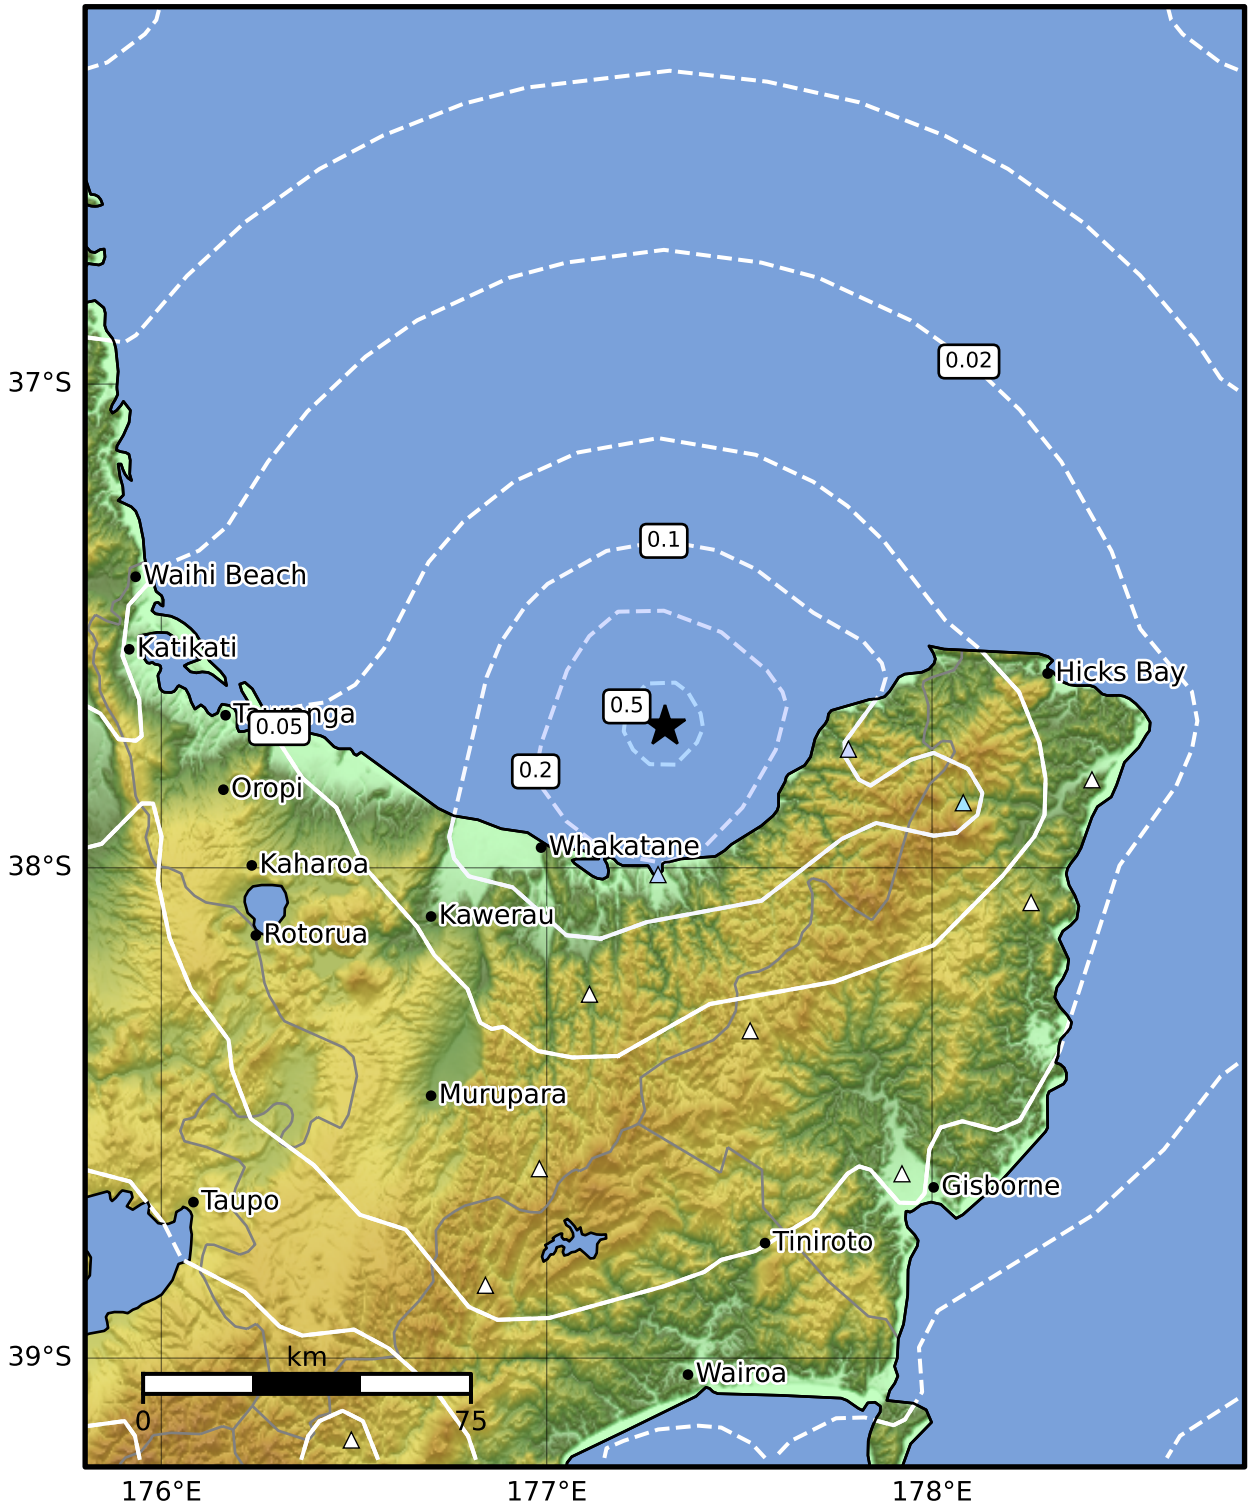 0.02
37°S
0.1
Waihi Beach
Katikati
Hicks Bay
0.5
Tauranga
0.05
0.2
Oropi
Whakatane
Kaharoa
38°S
Kawerau
Rotorua
Murupara
Gisborne
Taupo
Tiniroto
km
39°S
Wairoa
0
75
176°E
177°E
178°E